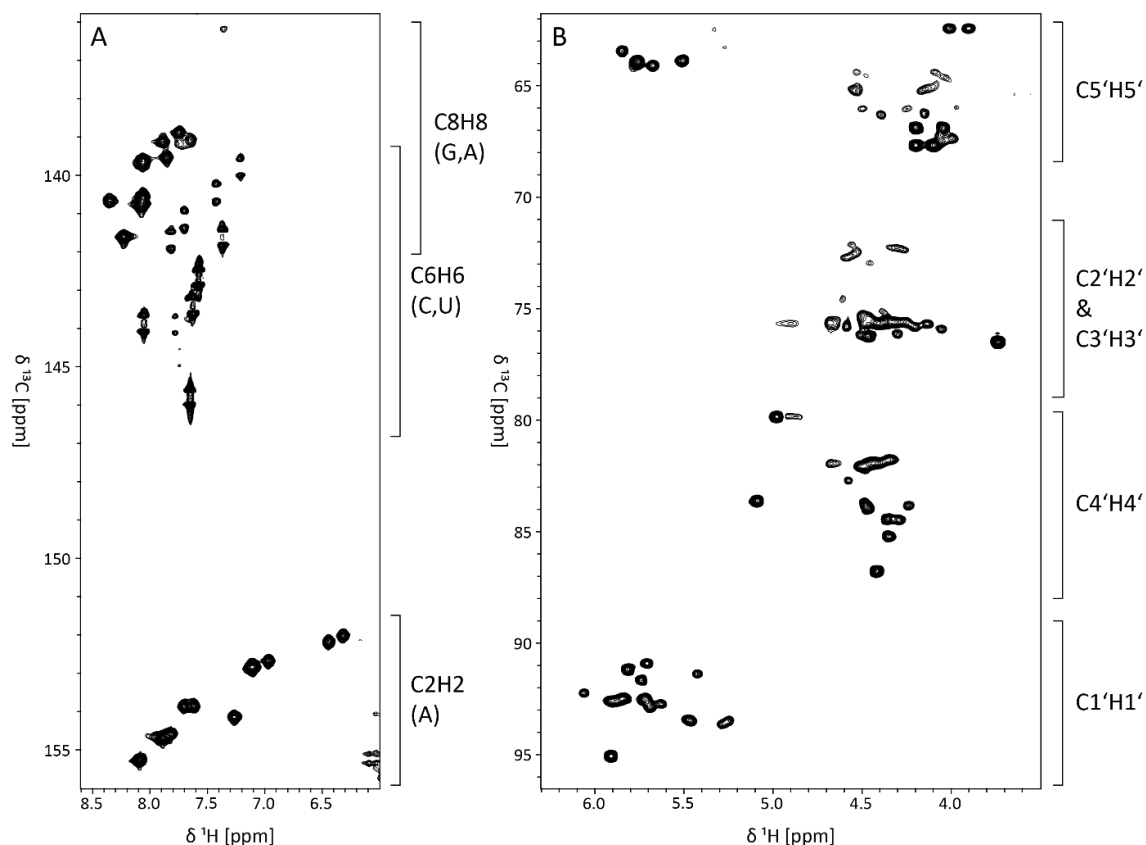 A
C8H8
(G,A)
C6H6
(C,U)
C2H2
(A)
140
145
150
155
δ ¹³C [ppm]
8.6
8.0
7.5
7.0
6.5
δ ¹H [ppm]
B
C5‘H5‘
C2‘H2‘
&
C3‘H3‘
C4‘H4‘
C1‘H1‘
65
70
75
80
85
90
95
δ ¹³C [ppm]
6.0
5.5
5.0
4.5
4.0
δ ¹H [ppm]